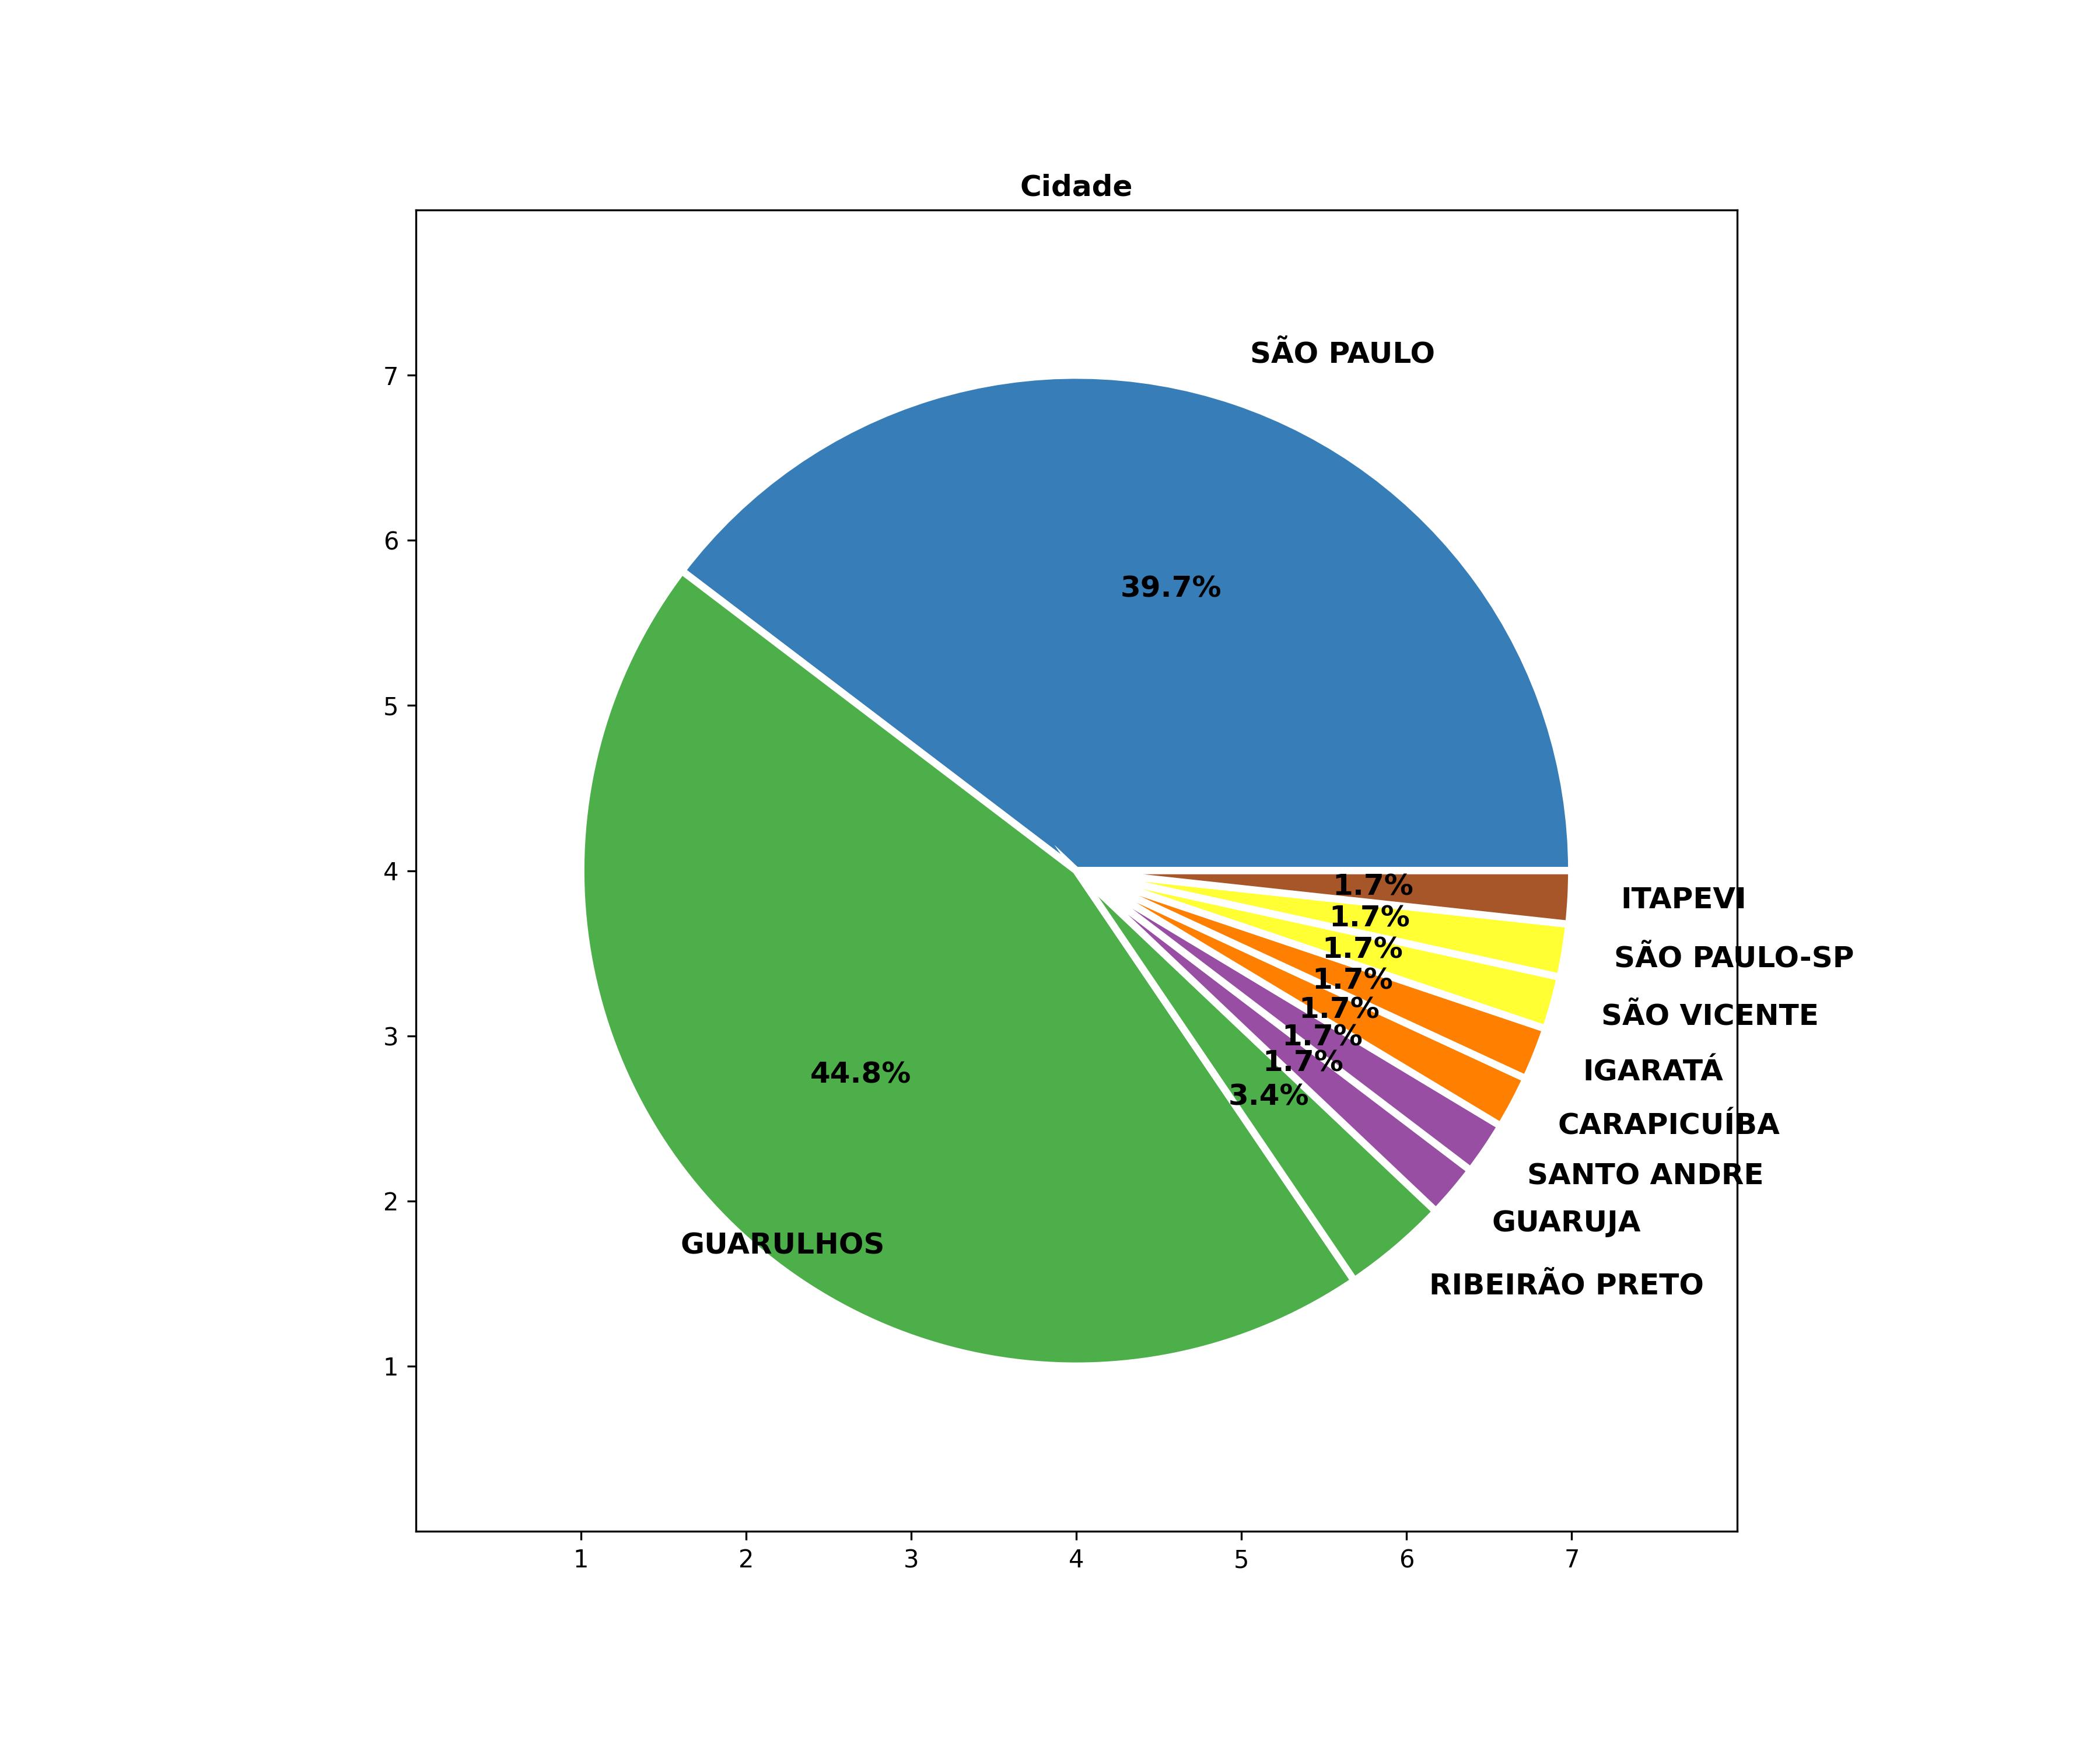 Cidade
SÃO PAULO
7
6
39.7%
5
4
1.7%
ITAPEVI
1.7%
SÃO PAULO-SP
1.7%
SÃO VICENTE
1.7%
1.7%
3
1.7%
1.7%
IGARATÁ
44.8%
3.4%
CARAPICUÍBA
SANTO ANDRE
2
GUARUJA
GUARULHOS
RIBEIRÃO PRETO
1
1 2 3 4 5 6 7